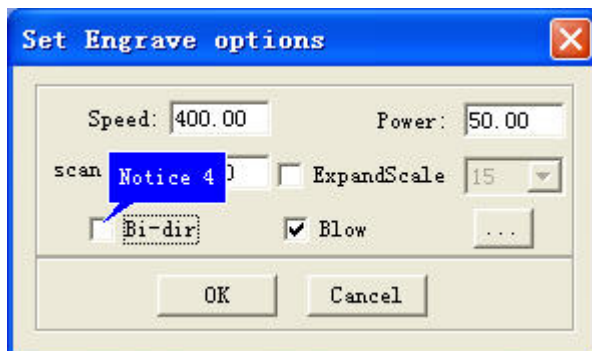 Set Engrave options
Speed: 400.00 Power: 50.00
scan Notice 4 ExpandScale 15
Bi-dir Blow ...
OK Cancel